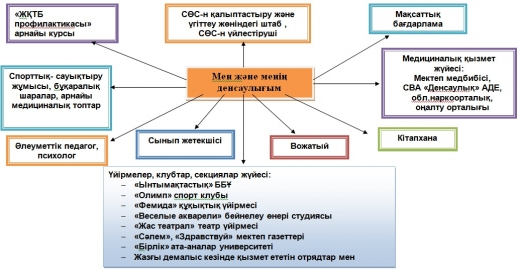 «ЖҚТБ
профилактикасы»
арнайы курсы
СӨС-н қалыптастыру және
үгіттеу жөніндегі штаб ,
СӨС-н үйлестіруші
Мақсаттық
бағдарлама
Спорттық- сауықтыру
жұмысы, бұқаралық
шаралар, арнайы
медициналық топтар
Мен және менің
денсаулығым
Медициналық қызмет
жүйесі:
Мектеп медбибісі,
СВА «Денсаулық» АДЕ,
обл.наркоорталық,
оңалту орталығы
Әлеуметтік педагог,
психолог
Сынып жетекшісі
Вожатый
Кітапхана
Үйірмелер, клубтар, секциялар жүйесі:
– «Ынтымақтастық» ББҰ
– «Олимп» спорт клубы
– «Фемида» құқықтық үйірмесі
– «Веселые акварели» бейнелеу өнері студиясы
– «Жас театрал» театр үйірмесі
– «Сәлем», «Здравствуй» мектеп газеттері
– «Бірлік» ата-аналар университеті
– Жазғы демалыс кезінде қызмет ететін отрядтар мен